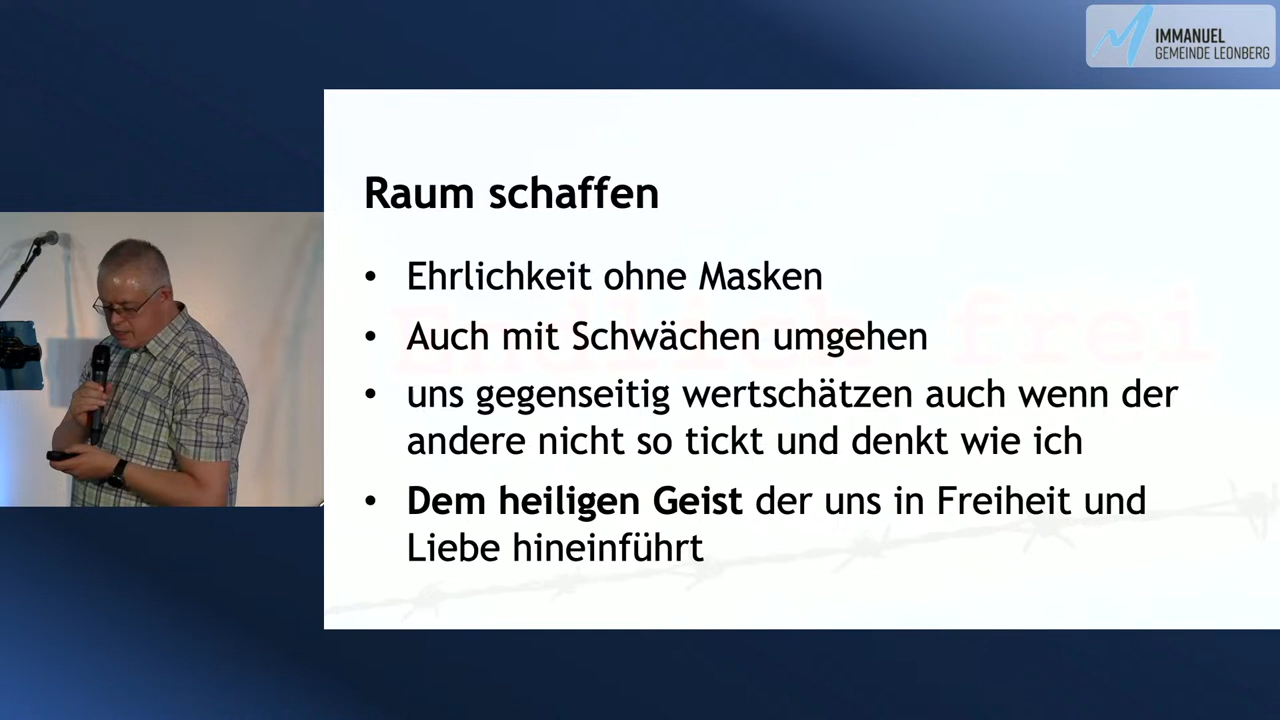 IMMANUEL
GEMEINDE LEONBERG
Raum schaffen
• Ehrlichkeit ohne Masken
• Auch mit Schwächen umgehen
• uns gegenseitig wertschätzen auch wenn der
andere nicht so tickt und denkt wie ich
• Dem heiligen Geist der uns in Freiheit und
Liebe hineinführt
frei